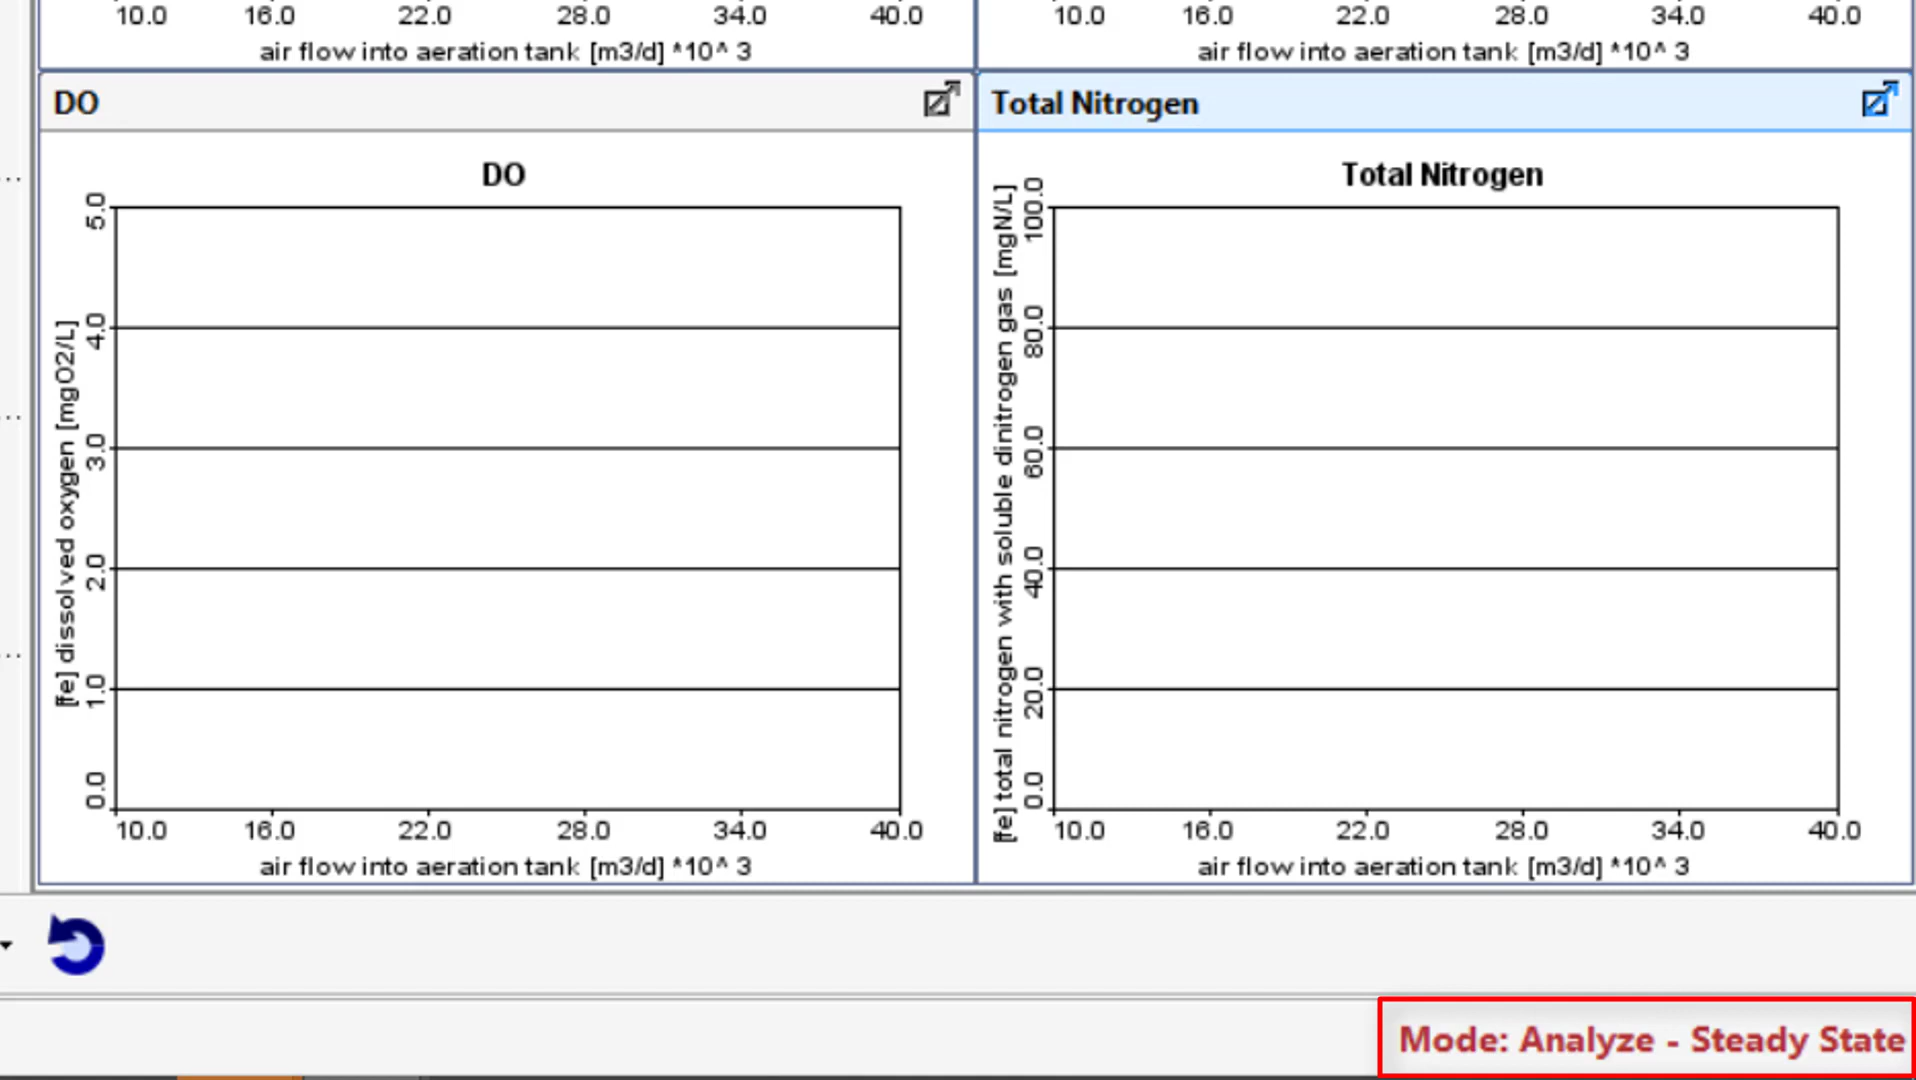 10.0 16.0 22.0 28.0 34.0 40.0
air flow into aeration tank [m3/d] *10^ 3
10.0 16.0 22.0 28.0 34.0 40.0
air flow into aeration tank [m3/d] *10^ 3
DO
DO
[fe] dissolved oxygen [mgO2/L]
5.0
4.0
3.0
2.0
1.0
0.0
10.0 16.0 22.0 28.0 34.0 40.0
air flow into aeration tank [m3/d] *10^ 3
Total Nitrogen
Total Nitrogen
[fe] total nitrogen with soluble dinitrogen gas [mgN/L]
100.0
80.0
60.0
40.0
20.0
0.0
10.0 16.0 22.0 28.0 34.0 40.0
air flow into aeration tank [m3/d] *10^ 3
Mode: Analyze - Steady State